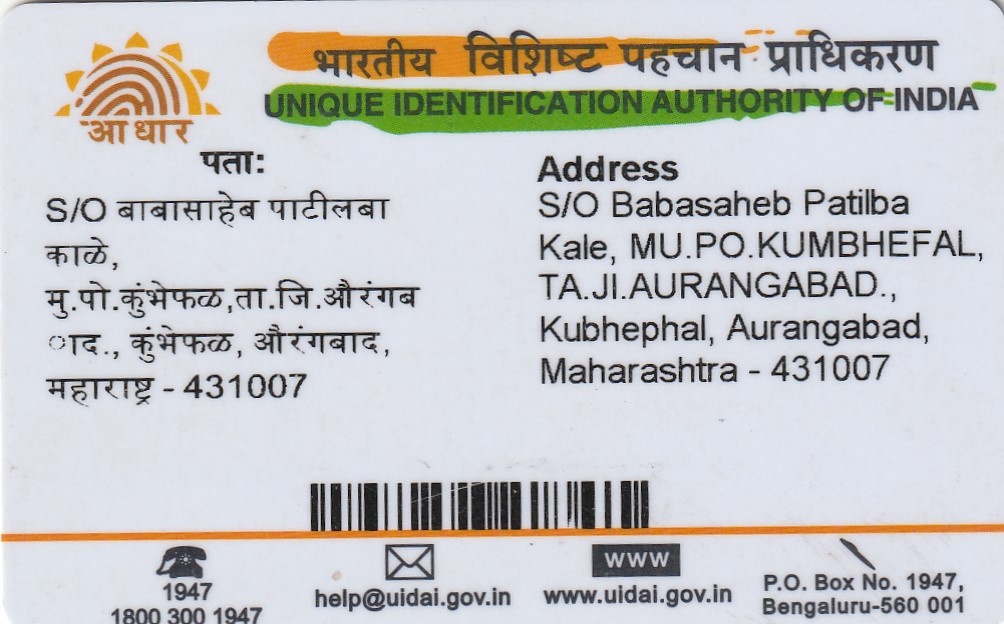 भारतीय विशिष्ट पहचान प्राधिकरण
UNIQUE IDENTIFICATION AUTHORITY OF INDIA
आधार
पता:
S/O बाबासाहेब पाटीलबा
काळे,
मु.पो.कुंभेफळ,ता.जि.औरंगब
ाद., कुंभेफळ, औरंगबाद,
महाराष्ट्र - 431007
Address
S/O Babasaheb Patilba
Kale, MU.PO.KUMBHEFAL,
TA.JI.AURANGABAD.,
Kubhephal, Aurangabad,
Maharashtra - 431007
1947
1800 300 1947
help@uidai.gov.in
www
www.uidai.gov.in
P.O. Box No. 1947,
Bengaluru-560 001